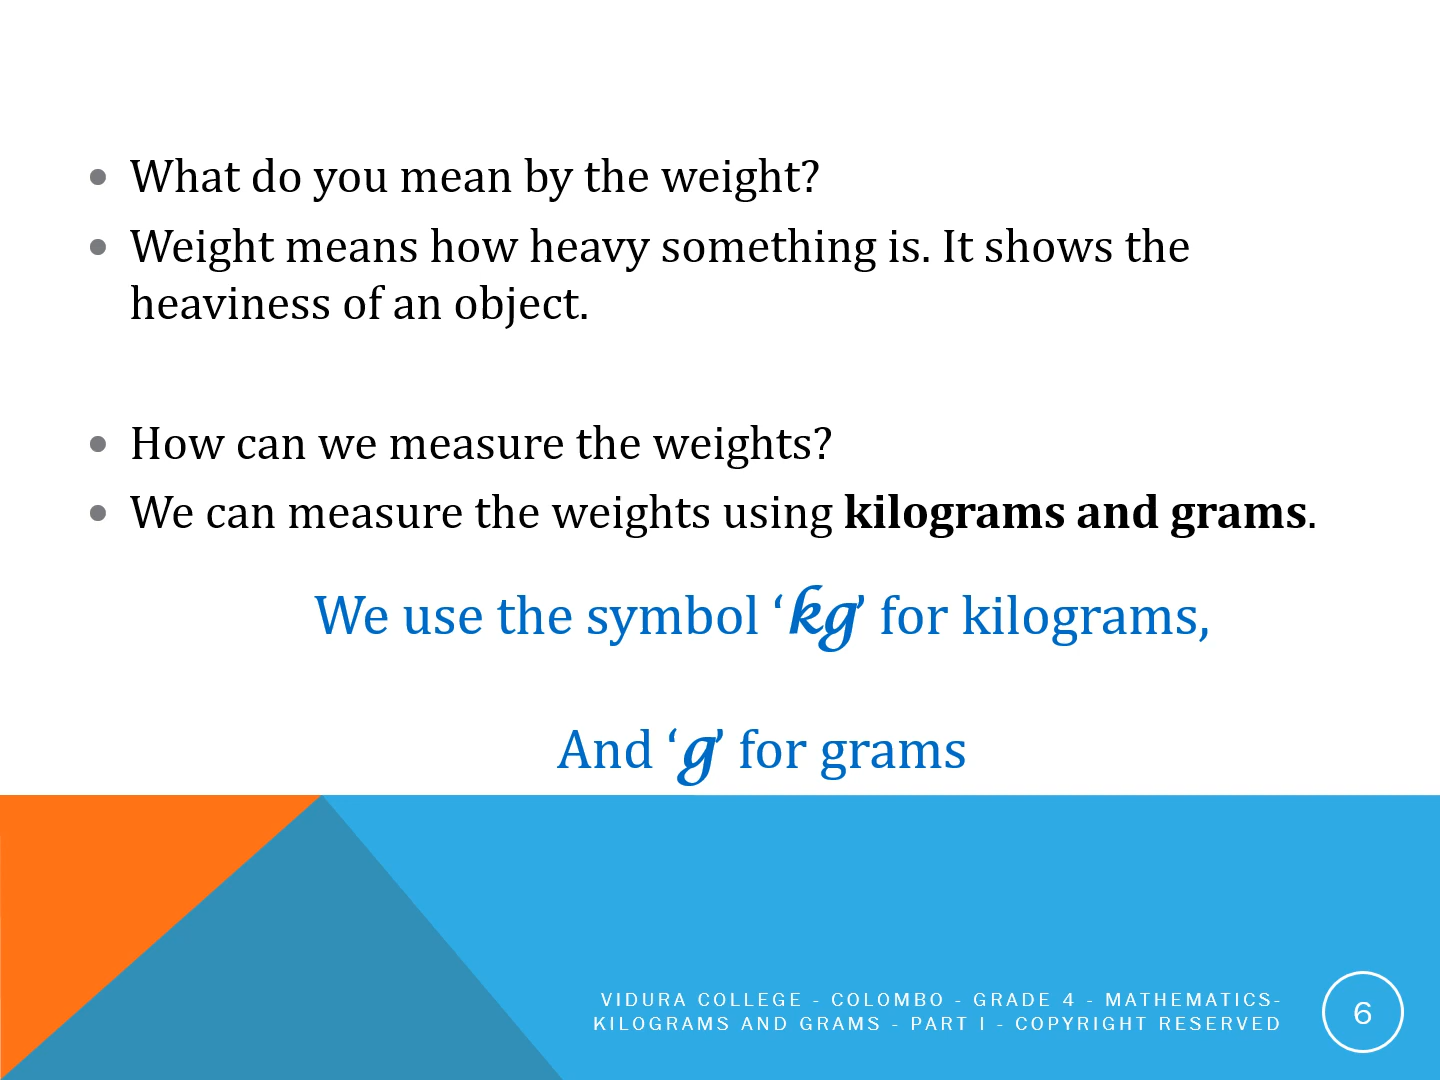 • What do you mean by the weight?
• Weight means how heavy something is. It shows the
heaviness of an object.
• How can we measure the weights?
• We can measure the weights using kilograms and grams.
We use the symbol ‘kg’ for kilograms,
And ‘g’ for grams
VIDURA COLLEGE - COLOMBO - GRADE 4 - MATHEMATICS-
KILOGRAMS AND GRAMS - PART I - COPYRIGHT RESERVED
6